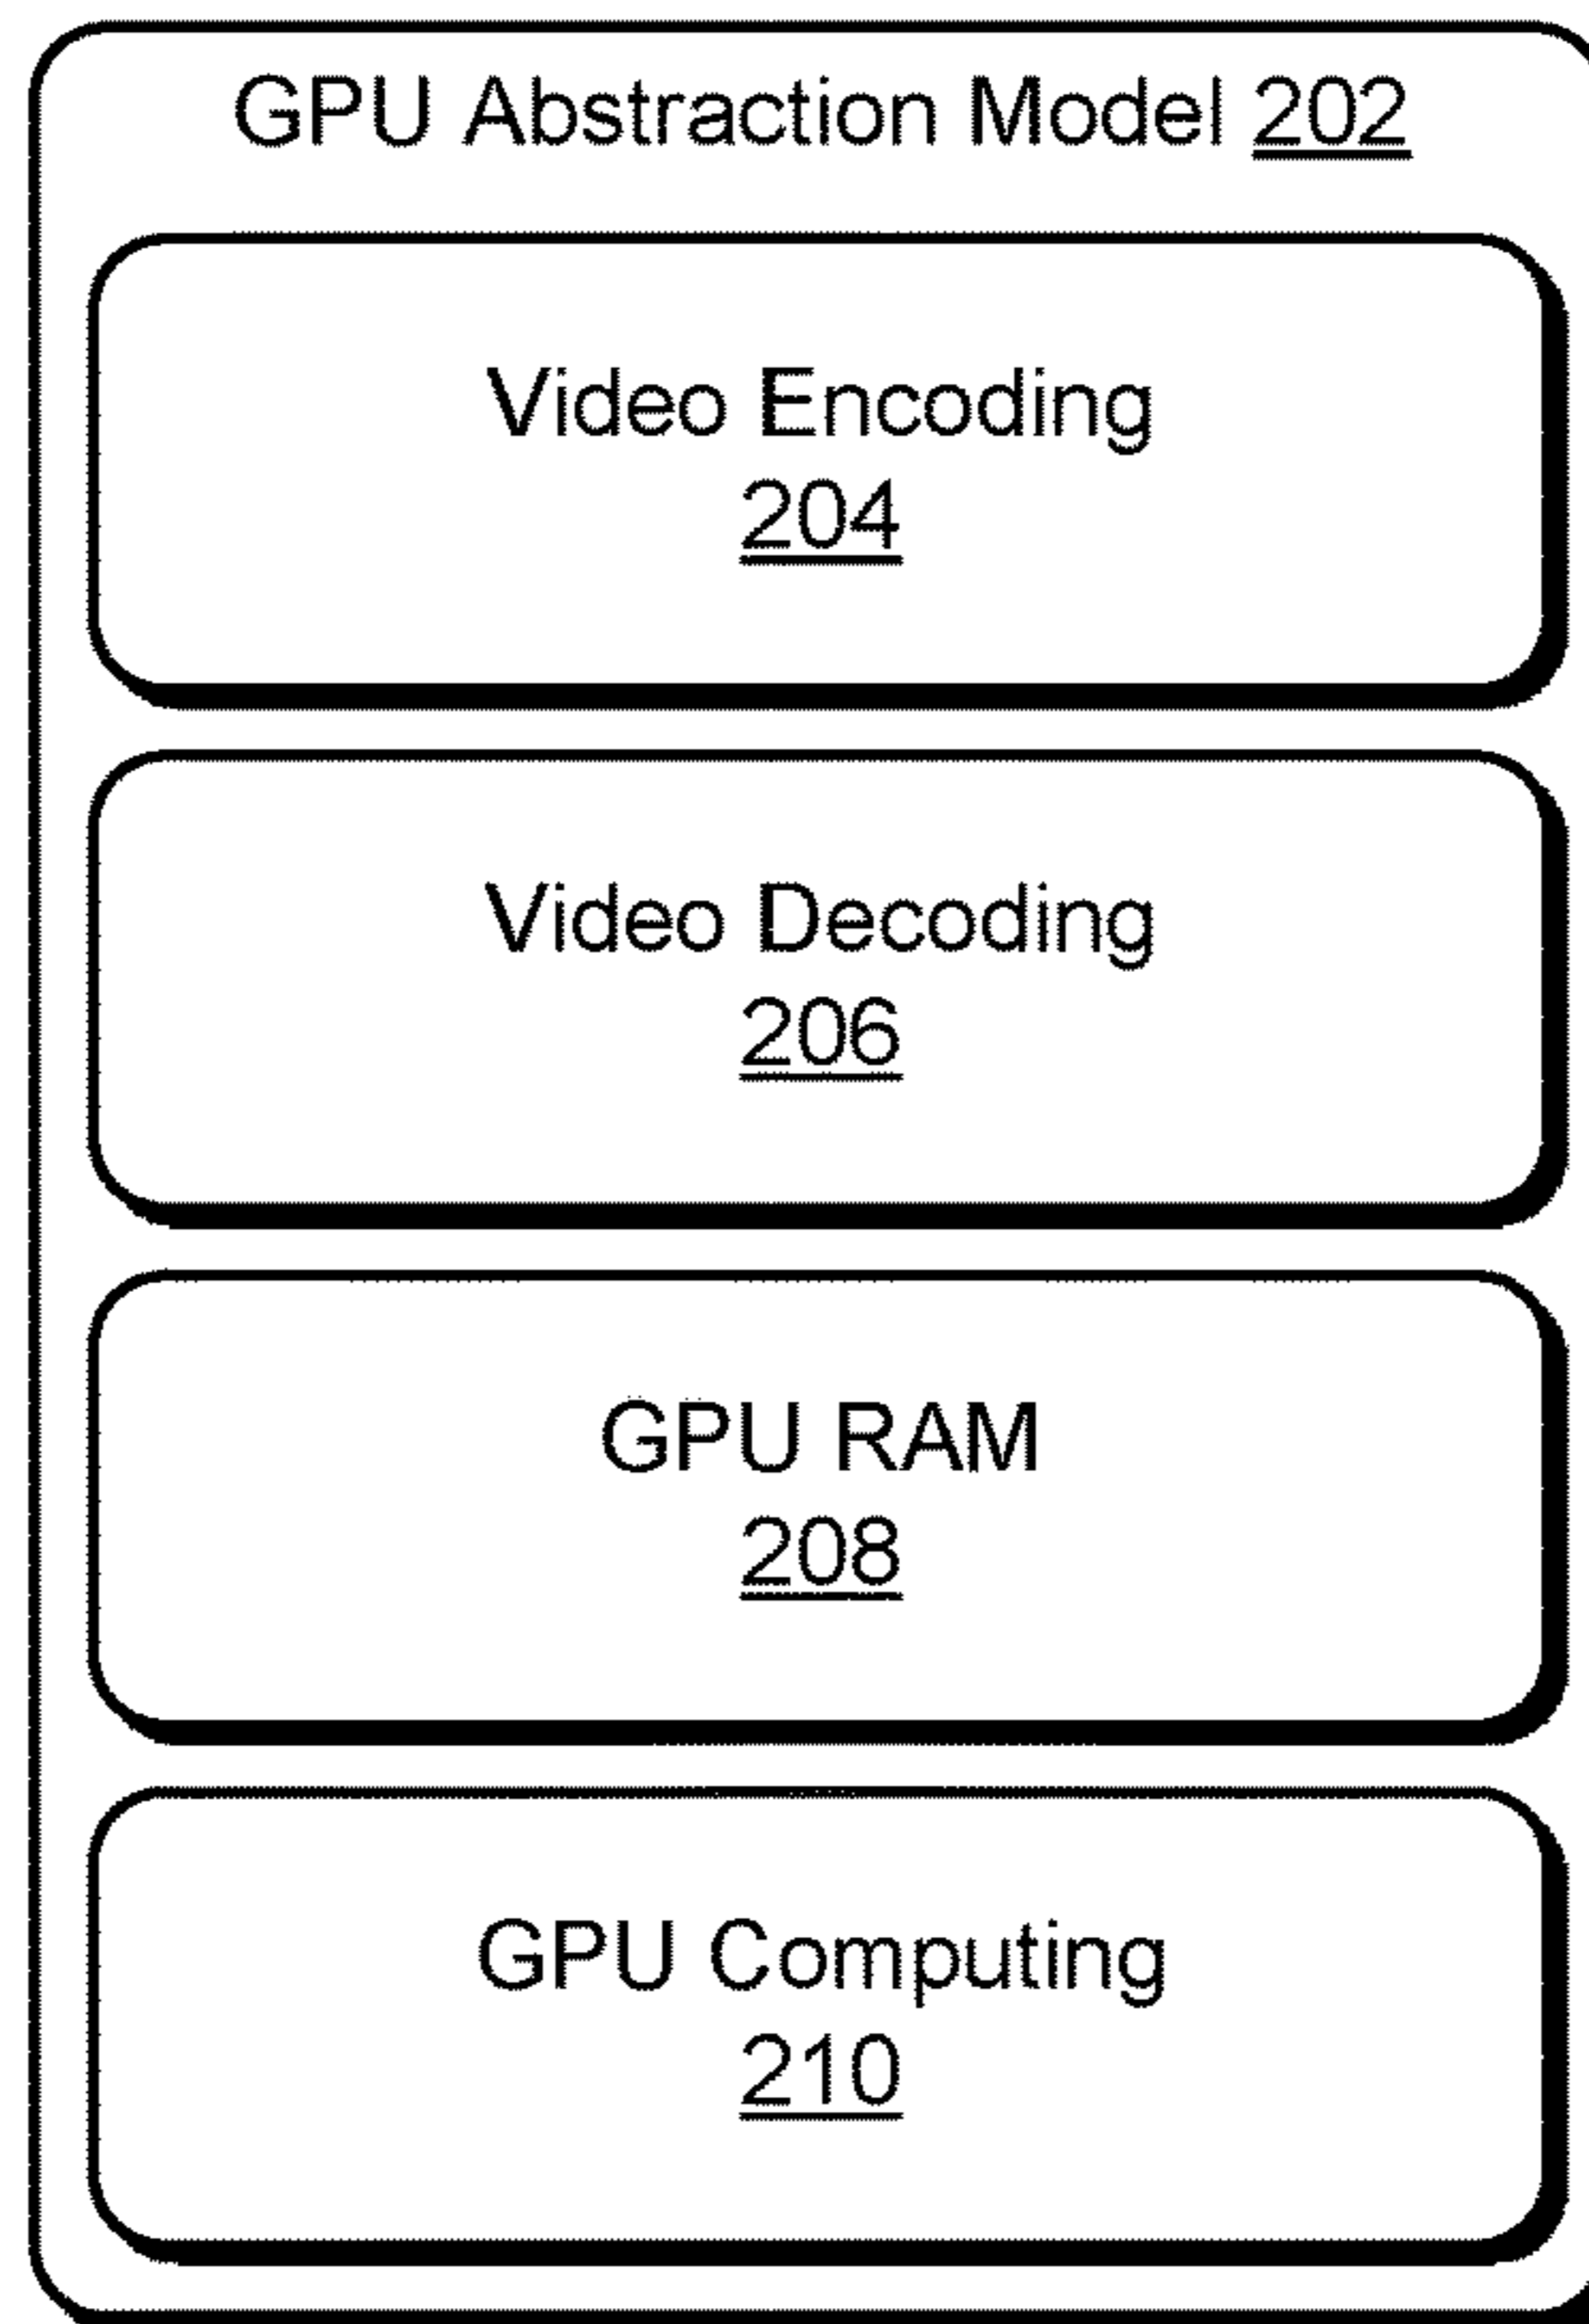 GPU Abstraction Model 202
Video Encoding
204
Video Decoding
206
GPU RAM
208
GPU Computing
210